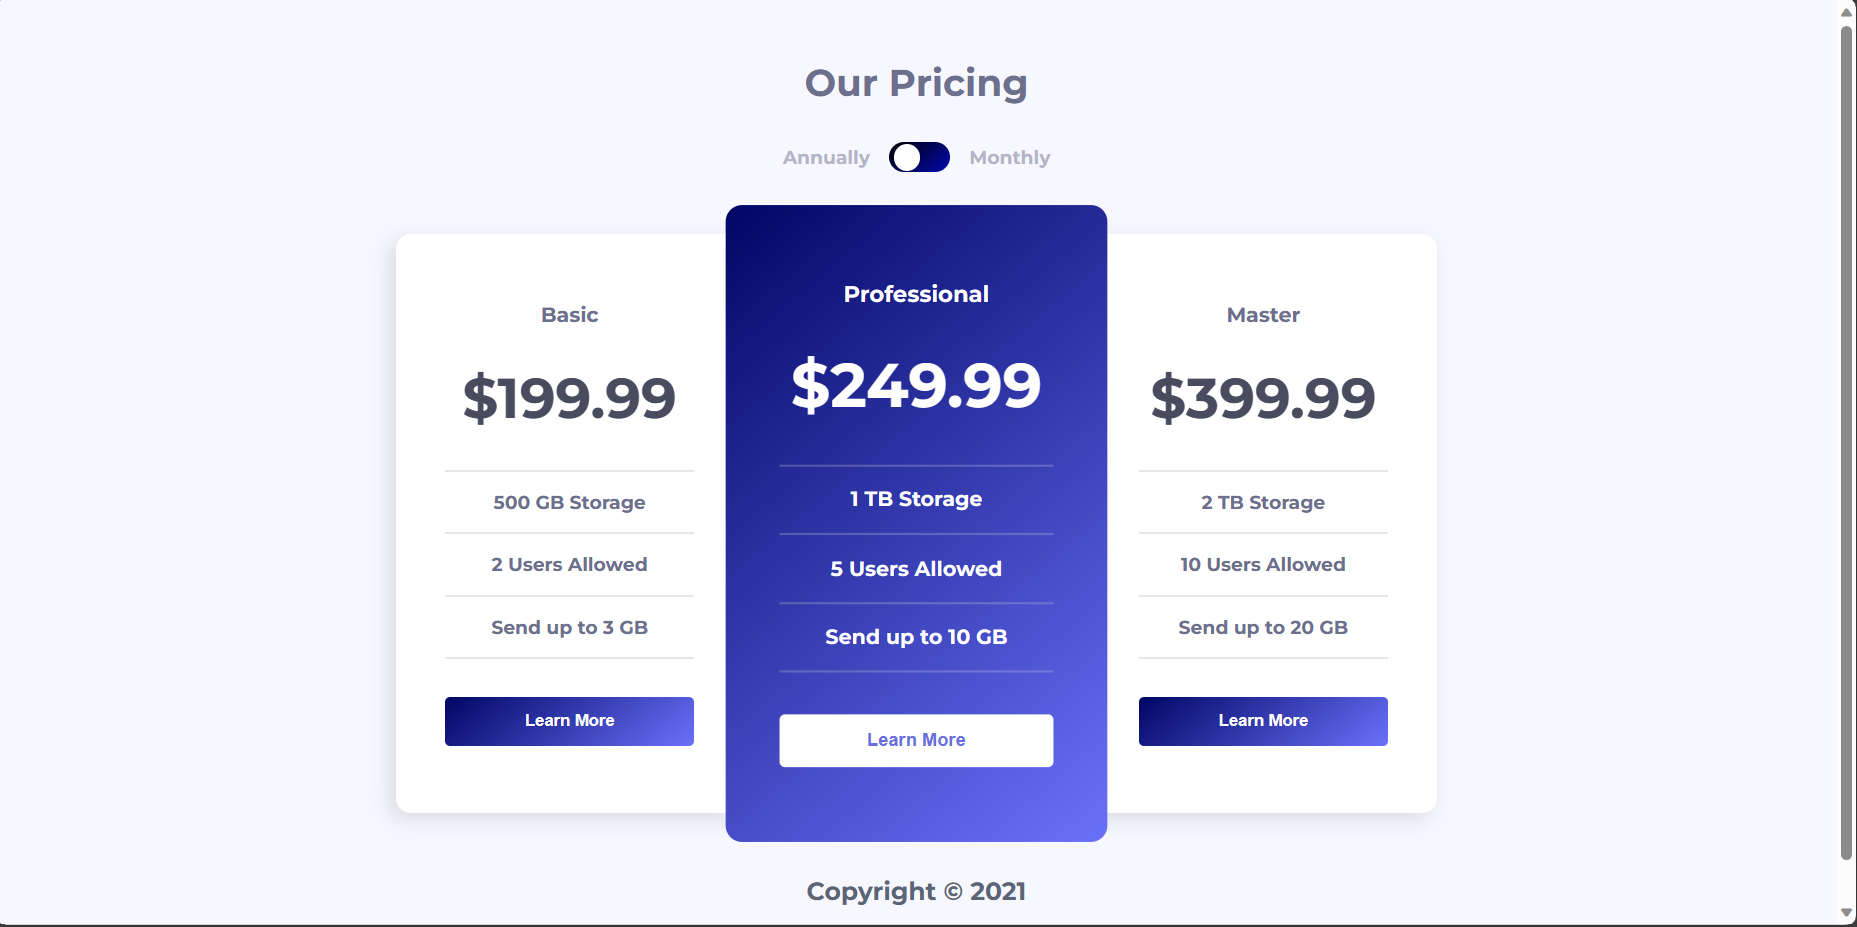 Our Pricing
Annually Monthly
Basic
$199.99
500 GB Storage
2 Users Allowed
Send up to 3 GB
Learn More
Professional
$249.99
1 TB Storage
5 Users Allowed
Send up to 10 GB
Learn More
Master
$399.99
2 TB Storage
10 Users Allowed
Send up to 20 GB
Learn More
Copyright © 2021